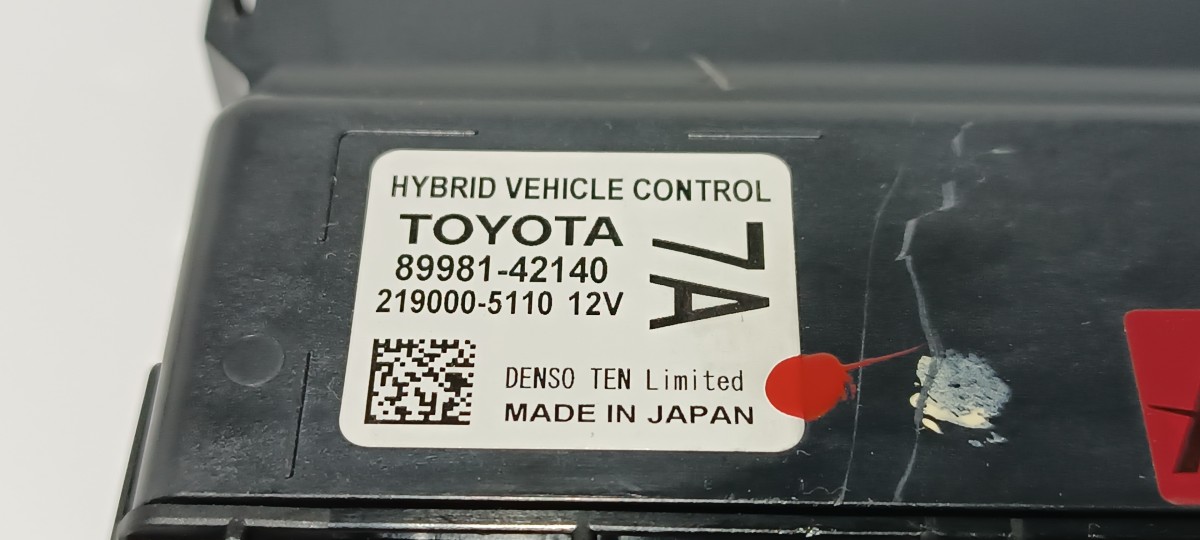 HYBRID VEHICLE CONTROL
TOYOTA
89981-42140
219000-5110 12V
7A
DENSO TEN Limited
MADE IN JAPAN